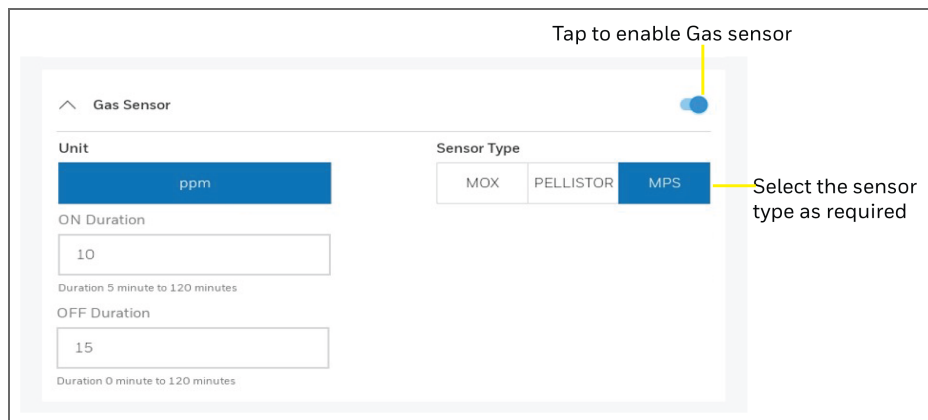 Tap to enable Gas sensor
Gas Sensor
Unit
Sensor Type
ppm
MOX PELLISTOR MPS
Select the sensor
type as required
ON Duration
10
Duration 5 minute to 120 minutes
OFF Duration
15
Duration 0 minute to 120 minutes